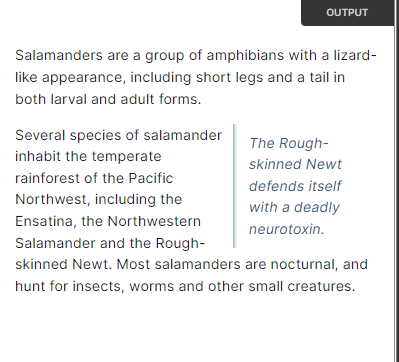 OUTPUT
Salamanders are a group of amphibians with a lizard-
like appearance, including short legs and a tail in
both larval and adult forms.
Several species of salamander
inhabit the temperate
rainforest of the Pacific
Northwest, including the
Ensatina, the Northwestern
Salamander and the Rough-
skinned Newt. Most salamanders are nocturnal, and
hunt for insects, worms and other small creatures.
The Rough-
skinned Newt
defends itself
with a deadly
neurotoxin.